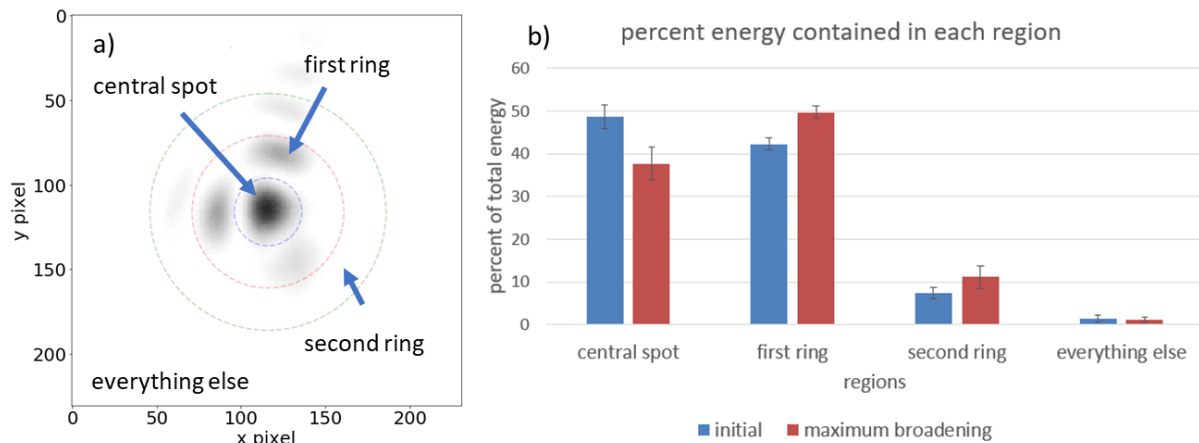 a)
central spot
first ring
second ring
everything else
0
50
100
150
200
y pixel
0
50
100
150
200
x pixel
b)
percent energy contained in each region
percent of total energy
60
50
40
30
20
10
0
central spot
first ring
second ring
everything else
regions
initial
maximum broadening